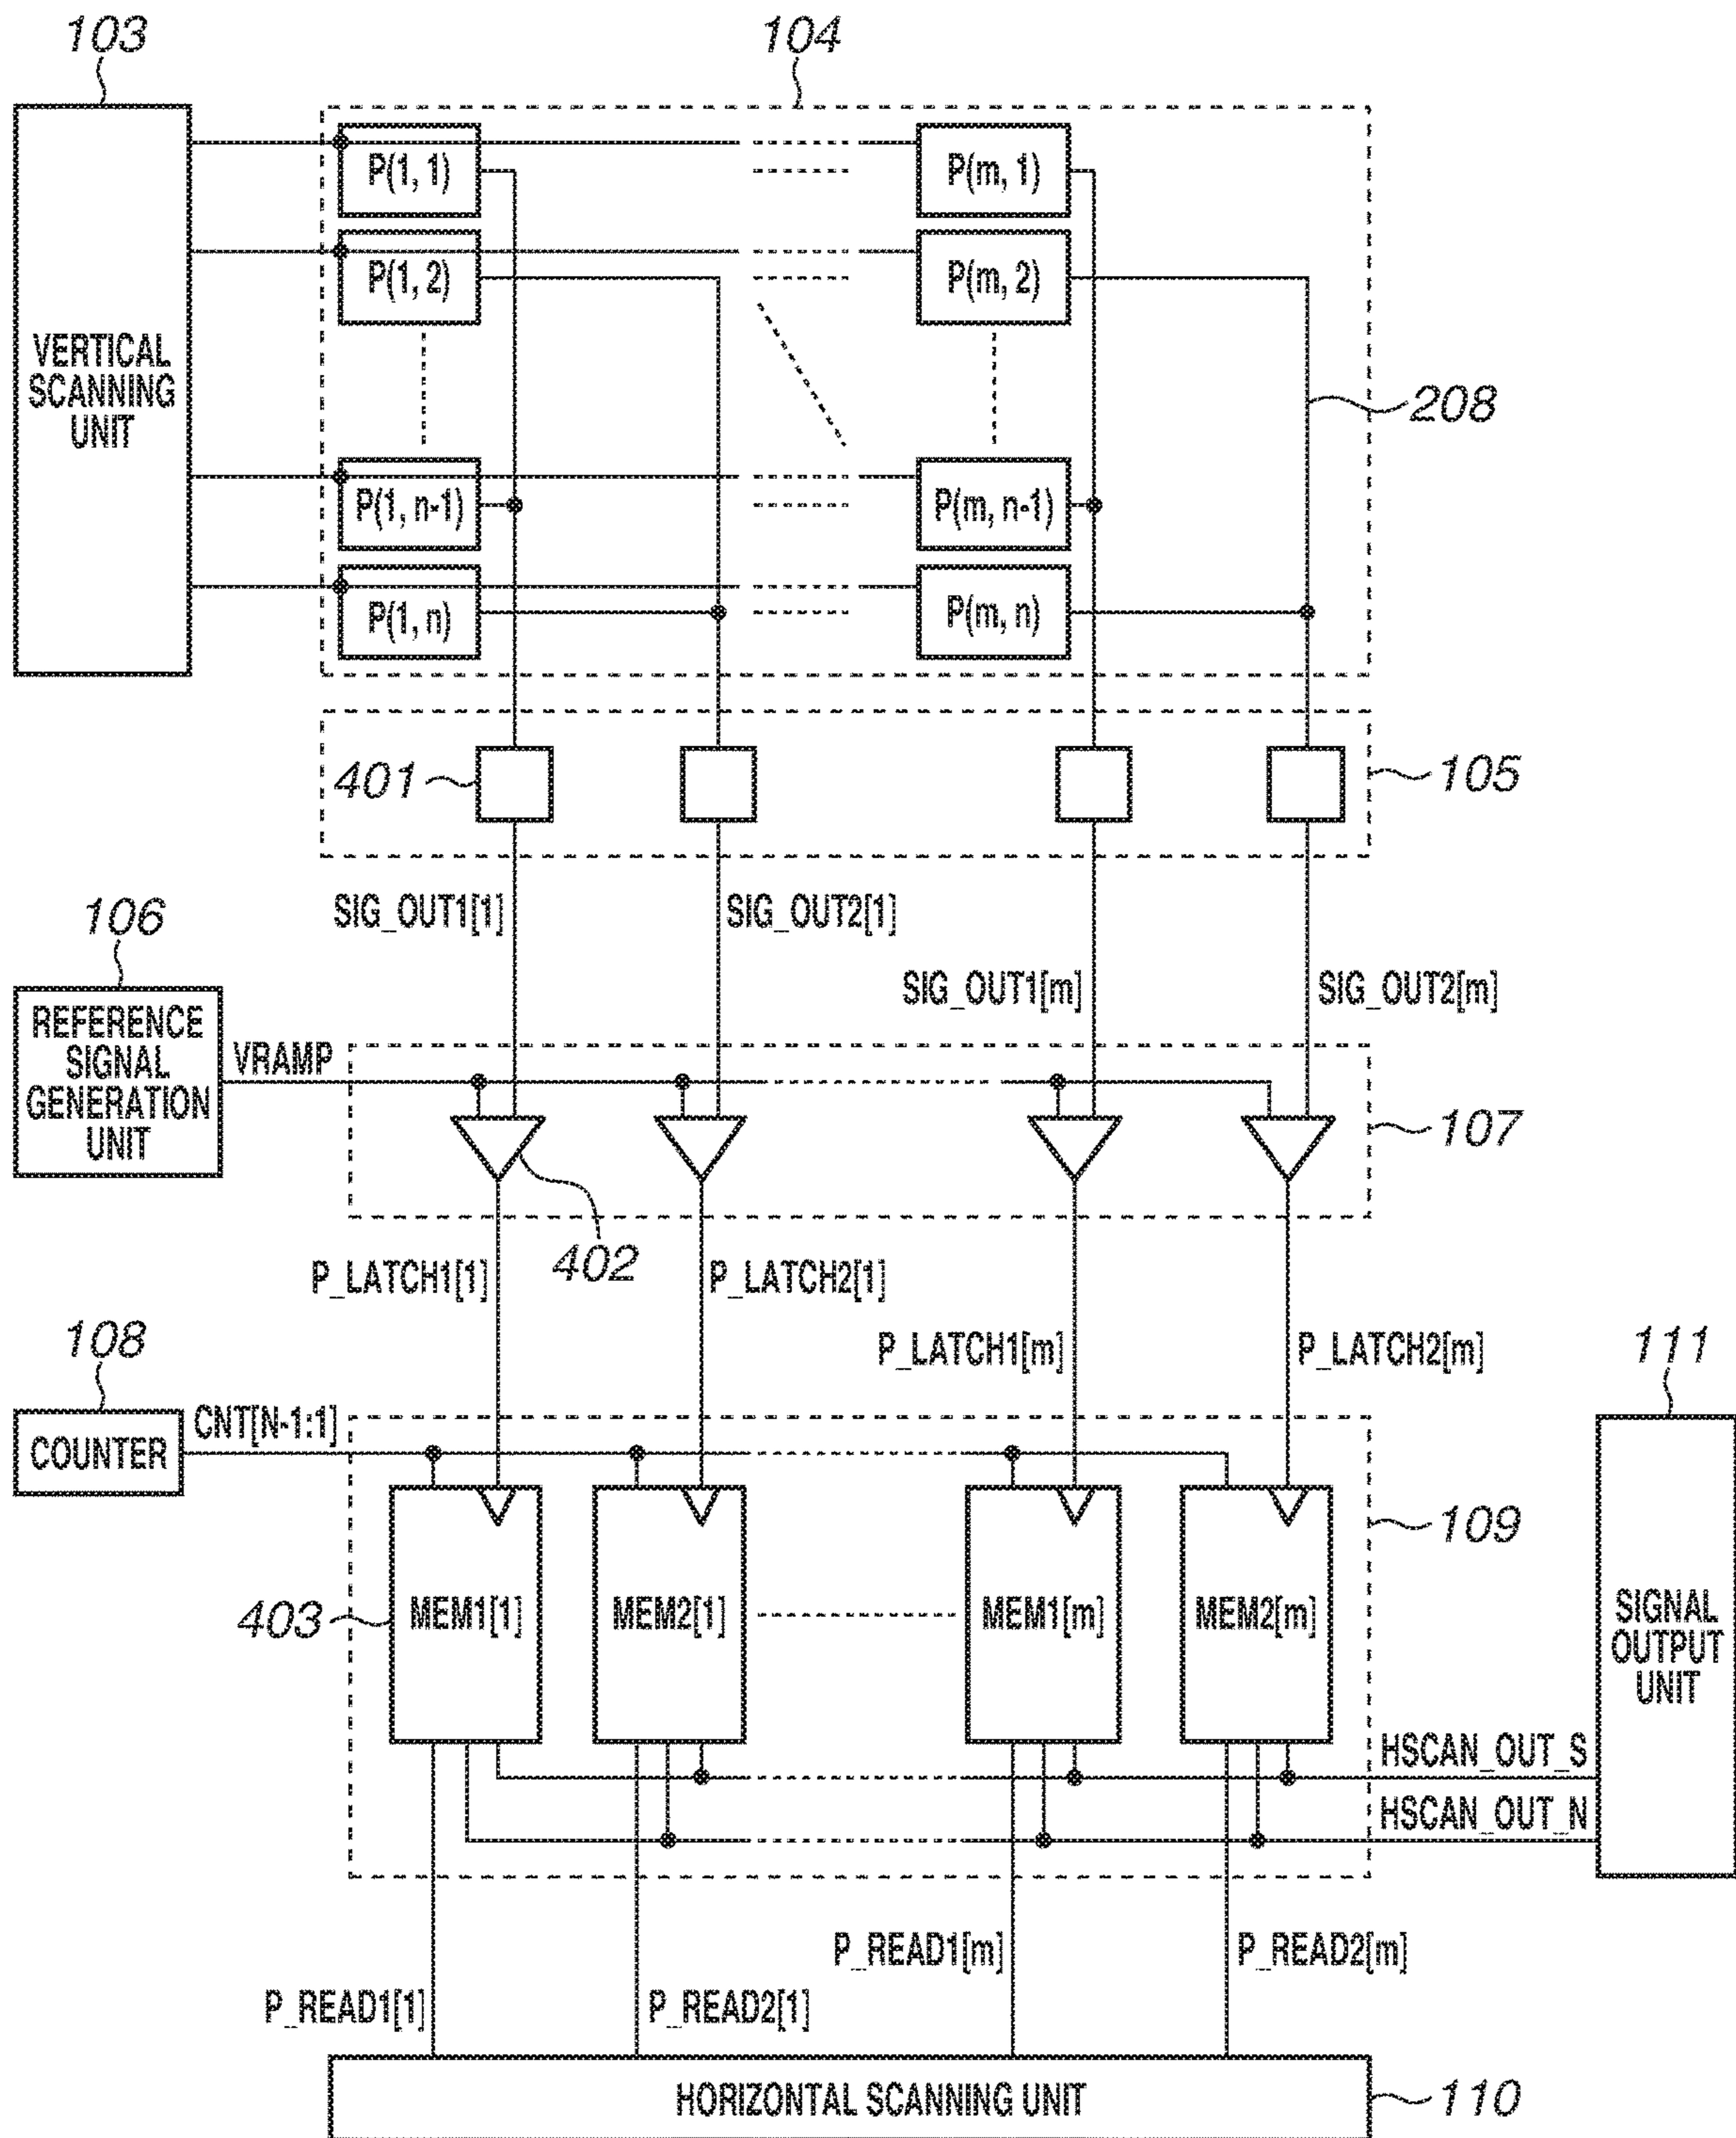 103
104
P(1, 1)
P(m, 1)
P(1, 2)
P(m, 2)
VERTICAL
SCANNING
UNIT
208
P(1, n-1)
P(m, n-1)
P(1, n)
P(m, n)
401
105
SIG_OUT1[1]
SIG_OUT2[1]
106
SIG_OUT1[m]
SIG_OUT2[m]
REFERENCE
SIGNAL
GENERATION
UNIT
VRAMP
107
402
P_LATCH1[1]
P_LATCH2[1]
108
P_LATCH1[m]
P_LATCH2[m]
111
COUNTER
CNT[N-1:1]
109
403
MEM1[1]
MEM2[1]
MEM1[m]
MEM2[m]
SIGNAL
OUTPUT
UNIT
HSCAN_OUT_S
HSCAN_OUT_N
P_READ1[m]
P_READ2[m]
P_READ1[1]
P_READ2[1]
HORIZONTAL SCANNING UNIT
110